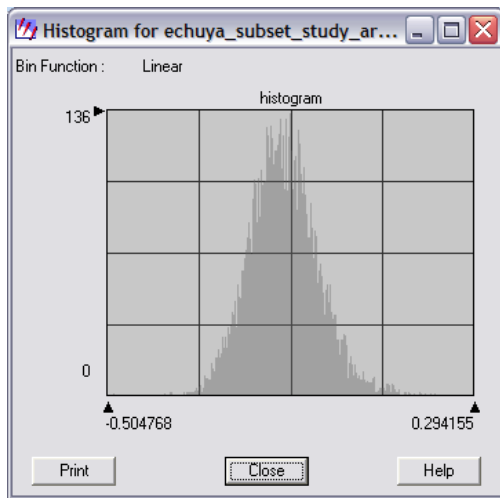 Histogram for echuya_subset_study_ar...
Bin Function : Linear
histogram
136
0
-0.504768 0.294155
Print Close Help